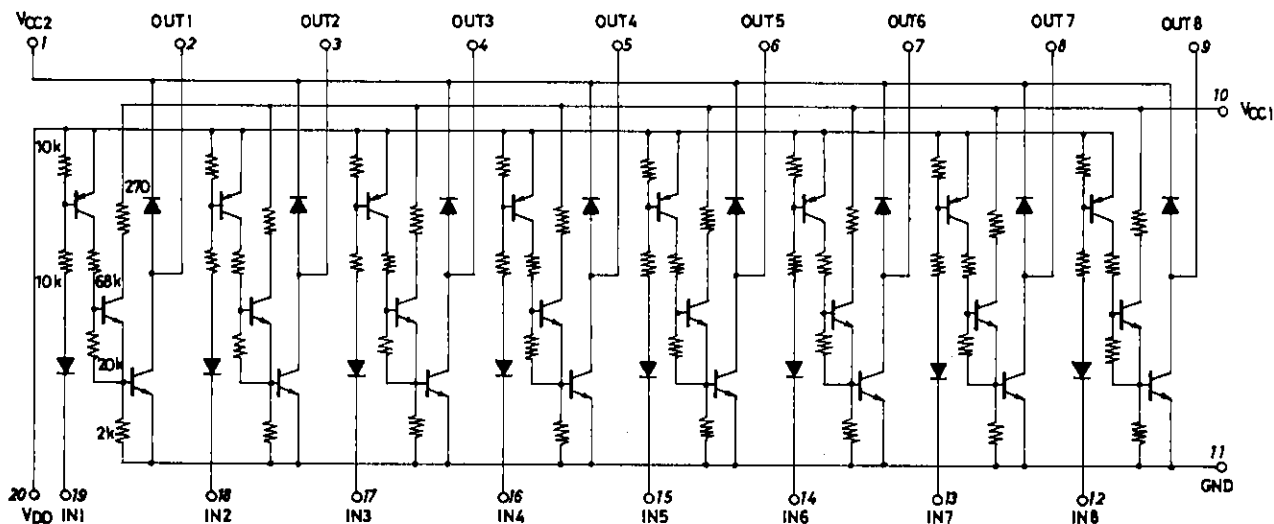 VCC2 OUT1 OUT2 OUT3 OUT4 OUT5 OUT6 OUT7 OUT8
1 2 3 4 5 6 7 8 9
10 VCC1
10k
270
10k 68k
20k
2k
11
GND
20 19 18 17 16 15 14 13 12
VDD IN1 IN2 IN3 IN4 IN5 IN6 IN7 IN8